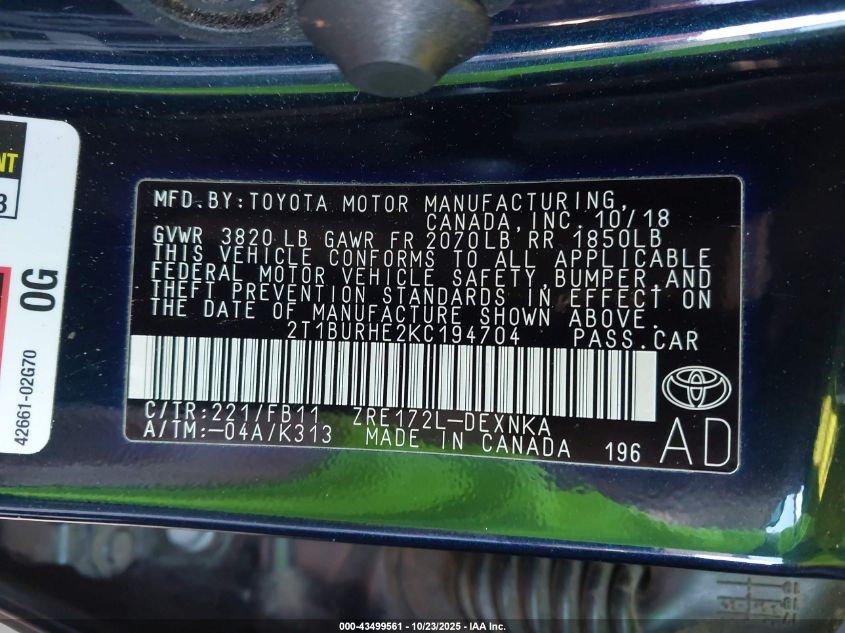 NT
3
0G
42661-02G70
MFD.BY:TOYOTA MOTOR MANUFACTURING,
CANADA,INC. 10/18
GVWR 3820 LB GAWR FR 2070LB RR 1850LB
THIS VEHICLE CONFORMS TO ALL APPLICABLE
FEDERAL MOTOR VEHICLE SAFETY,BUMPER,AND
THEFT PREVENTION STANDARDS IN EFFECT ON
THE DATE OF MANUFACTURE SHOWN ABOVE.
2T1BURHE2KC194704 PASS.CAR
C/TR:221/FB11 ZRE172L-DEXNKA
A/TM:-04A/K313 MADE IN CANADA 196
AD
000-43499561 - 10/23/2025 - IAA Inc.